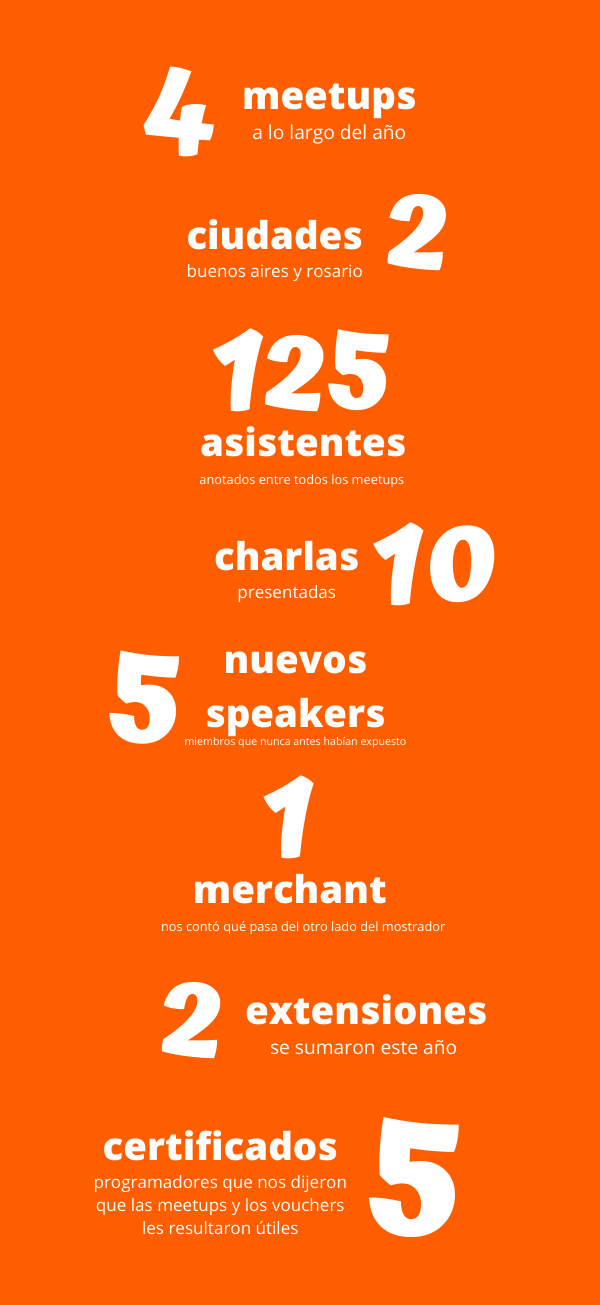 4 meetups
a lo largo del año
ciudades 2
buenos aires y rosario
125
asistentes
anotados entre todos los meetups
charlas 10
presentadas
5 nuevos
speakers
miembros que nunca antes habían expuesto
1
merchant
nos contó qué pasa del otro lado del mostrador
2 extensiones
se sumaron este año
certificados 5
programadores que nos dijeron
que las meetups y los vouchers
les resultaron útiles